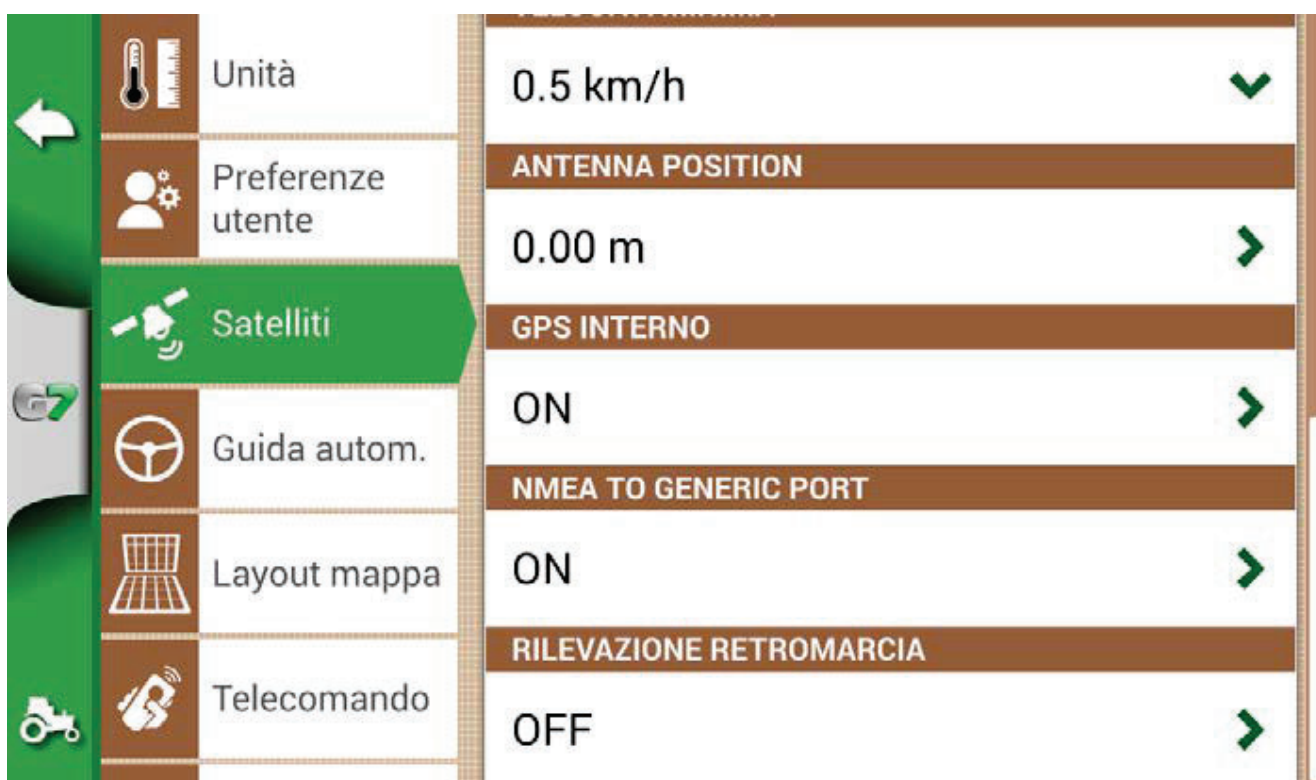 Unità
Preferenze
utente
Satelliti
G7
Guida autom.
Layout mappa
Telecomando
0.5 km/h
ANTENNA POSITION
0.00 m
GPS INTERNO
ON
NMEA TO GENERIC PORT
ON
RILEVAZIONE RETROMARCIA
OFF